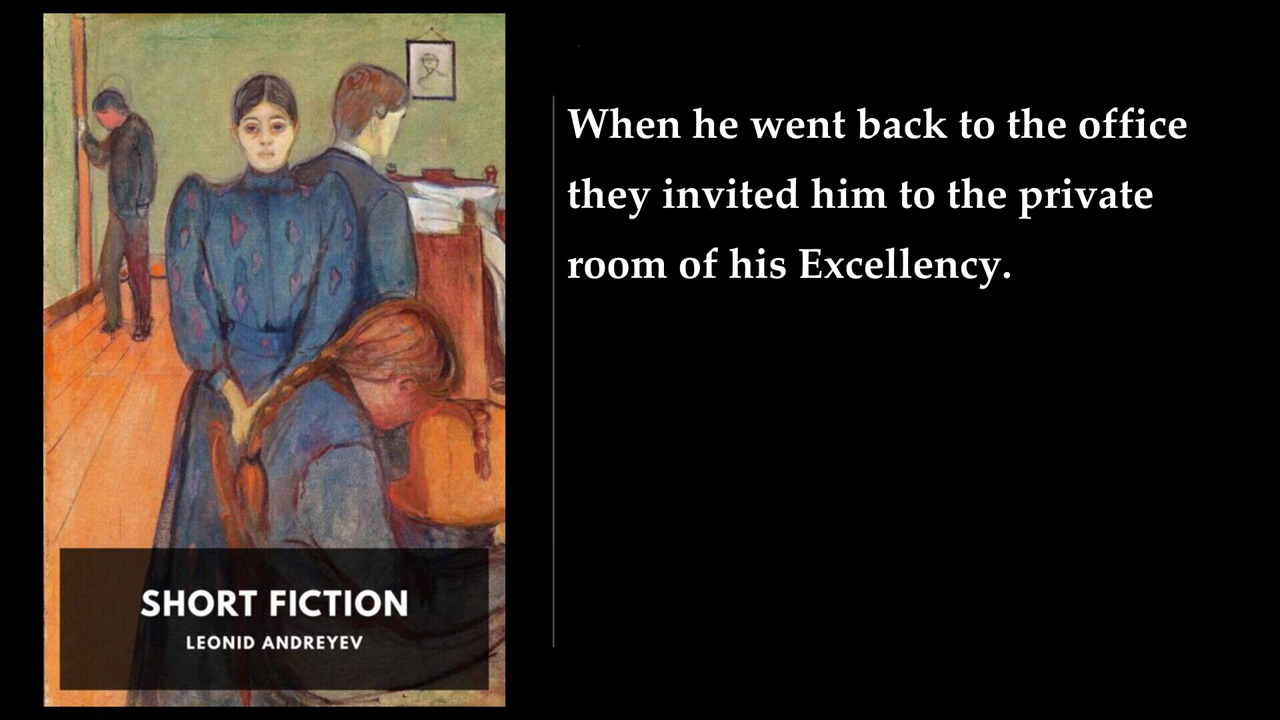 SHORT FICTION
LEONID ANDREYEV
When he went back to the office
they invited him to the private
room of his Excellency.